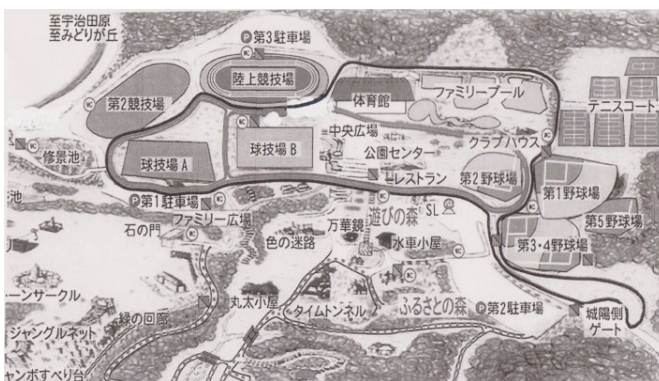 至宇治田原
至みどりが丘
P第3駐車場
陸上競技場
第2競技場
体育館
ファミリープール
テニスコート
中央広場
クラブハウス
球技場 B
公園センター
修景池
球技場 A
レストラン
第2野球場
第1野球場
池
P第1駐車場
ファミリー広場
遊びの森
SL
第5野球場
石の門
万華鏡
色の迷路
水車小屋
第3・4野球場
ーンサークル
丸太小屋
タイムトンネル
ふるさとの森
P第2駐車場
緑の回廊
城陽側
ゲート
ジャングルネット
ャンボすべり台